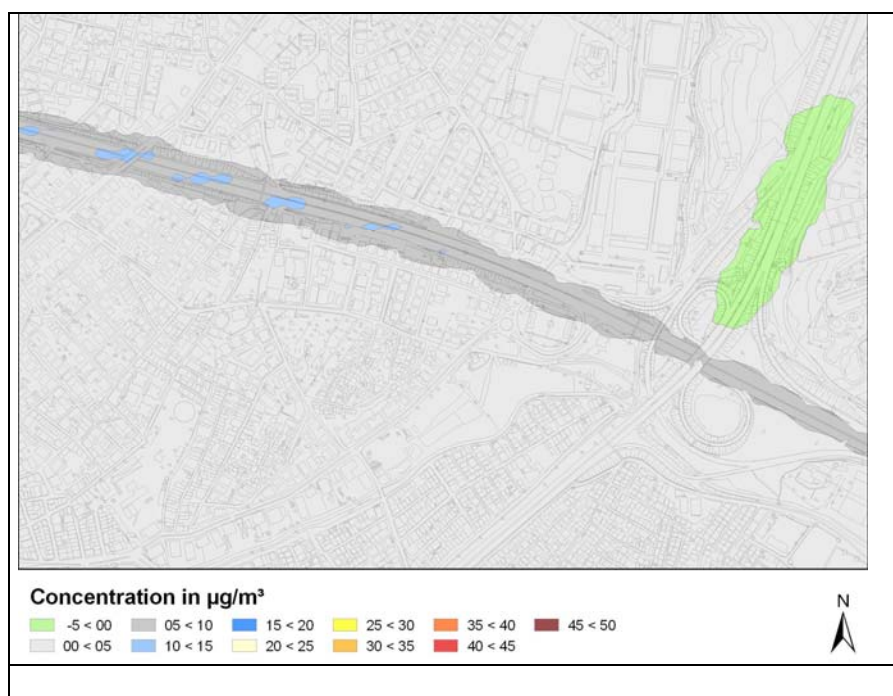 Concentration in µg/m³
-5 < 00 05 < 10 15 < 20 25 < 30 35 < 40 45 < 50
00 < 05 10 < 15 20 < 25 30 < 35 40 < 45
N